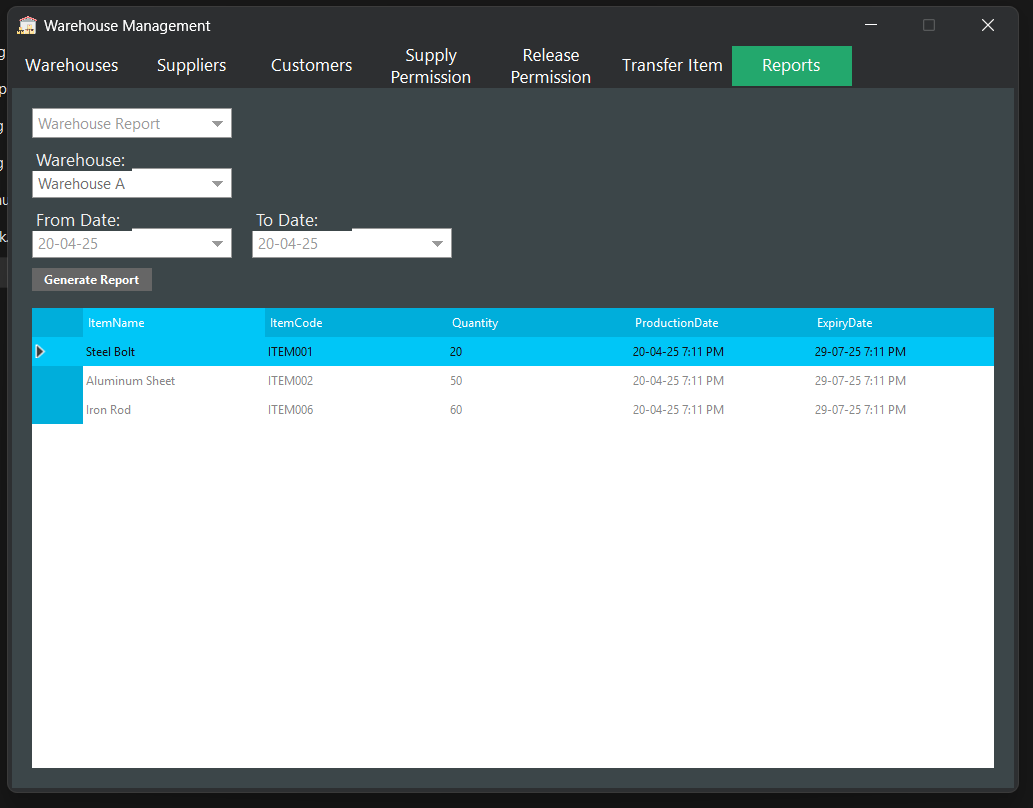 Warehouse Management
Warehouses Suppliers Customers Supply Permission Release Permission Transfer Item Reports
Warehouse Report
Warehouse:
Warehouse A
From Date: To Date:
20-04-25 20-04-25
Generate Report
ItemName ItemCode Quantity ProductionDate ExpiryDate
Steel Bolt ITEM001 20 20-04-25 7:11 PM 29-07-25 7:11 PM
Aluminum Sheet ITEM002 50 20-04-25 7:11 PM 29-07-25 7:11 PM
Iron Rod ITEM006 60 20-04-25 7:11 PM 29-07-25 7:11 PM